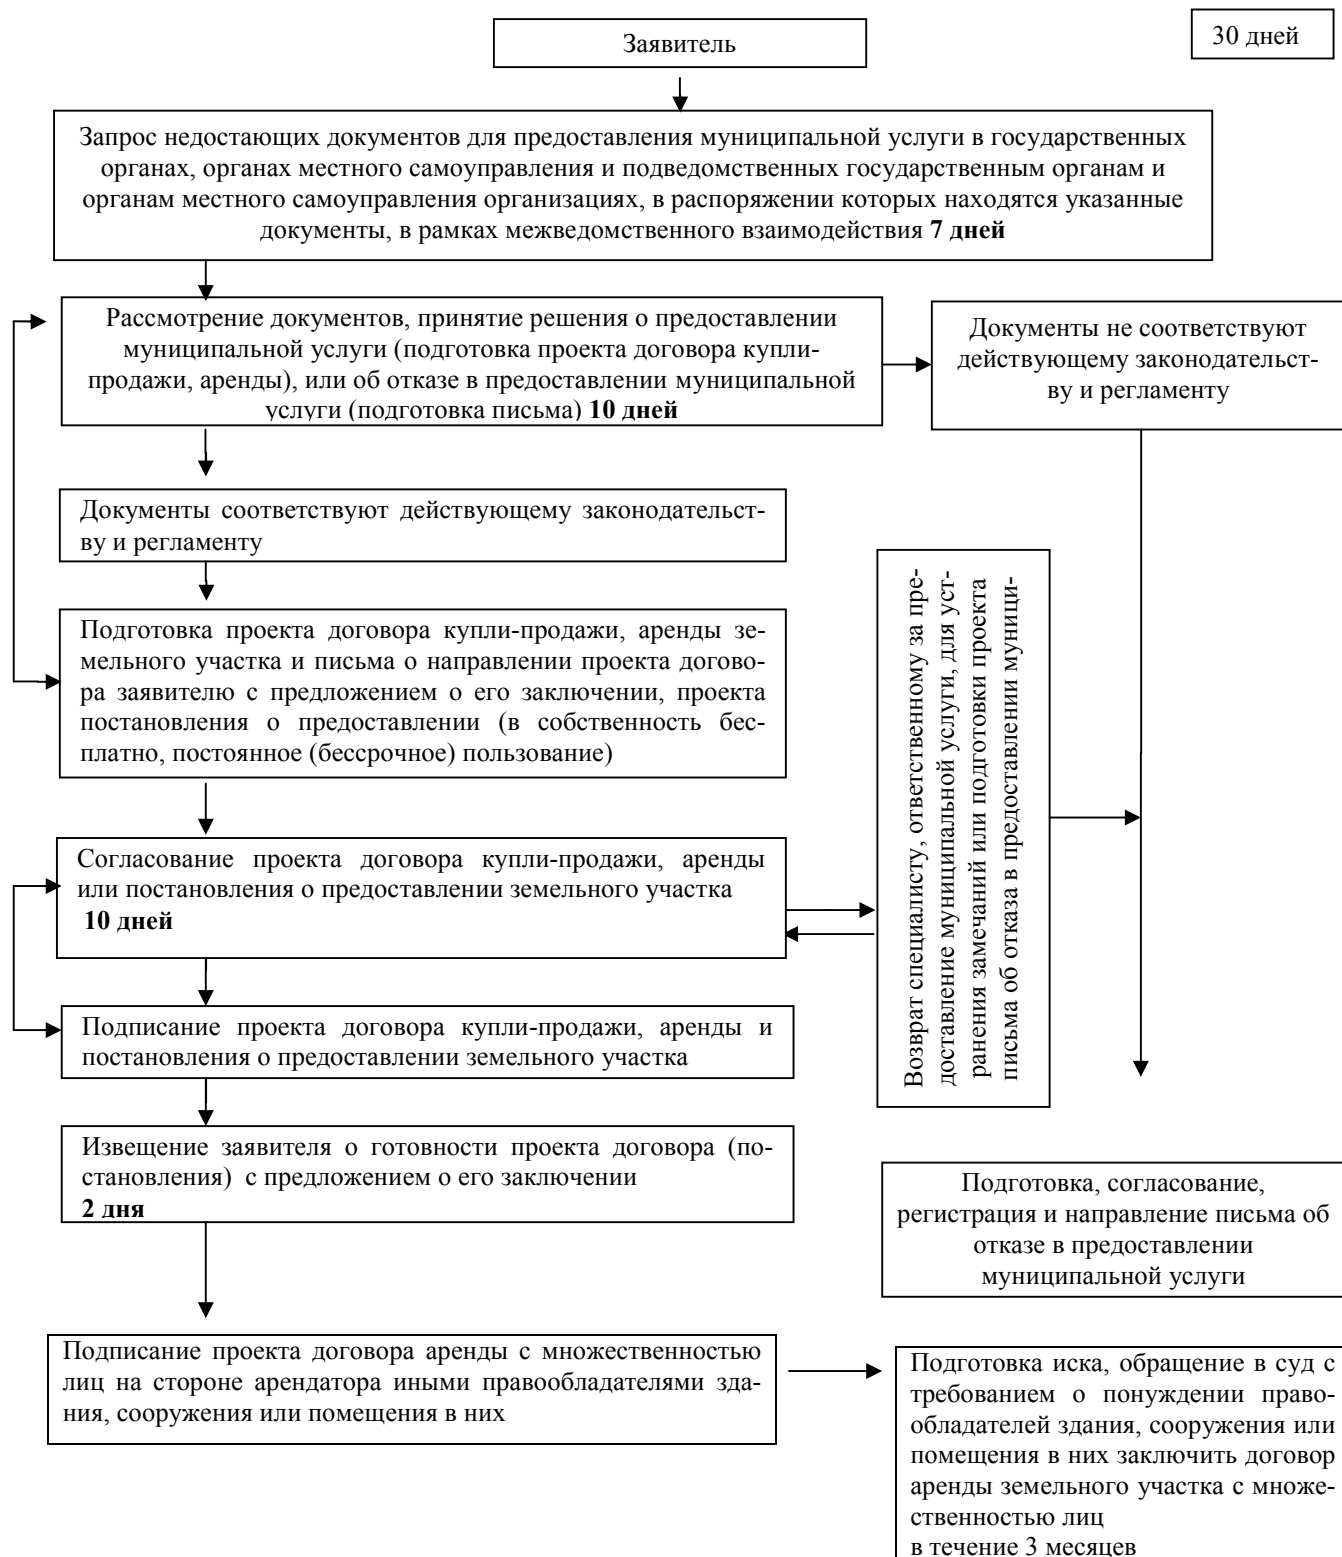 Заявитель
30 дней
Запрос недостающих документов для предоставления муниципальной услуги в государственных
органах, органах местного самоуправления и подведомственных государственным органам и
органам местного самоуправления организациях, в распоряжении которых находятся указанные
документы, в рамках межведомственного взаимодействия 7 дней
Рассмотрение документов, принятие решения о предоставлении
муниципальной услуги (подготовка проекта договора купли-
продажи, аренды), или об отказе в предоставлении муниципальной
услуги (подготовка письма) 10 дней
Документы не соответствуют
действующему законодательст-
ву и регламенту
Документы соответствуют действующему законодательст-
ву и регламенту
Подготовка проекта договора купли-продажи, аренды зе-
мельного участка и письма о направлении проекта догово-
ра заявителю с предложением о его заключении, проекта
постановления о предоставлении (в собственность бес-
платно, постоянное (бессрочное) пользование)
Возврат специалисту, ответственному за пре-
доставление муниципальной услуги, для уст-
ранения замечаний или подготовки проекта
письма об отказа в предоставлении муници-
Согласование проекта договора купли-продажи, аренды
или постановления о предоставлении земельного участка
10 дней
Подписание проекта договора купли-продажи, аренды и
постановления о предоставлении земельного участка
Извещение заявителя о готовности проекта договора (по-
становления) с предложением о его заключении
2 дня
Подготовка, согласование,
регистрация и направление письма об
отказе в предоставлении
муниципальной услуги
Подписание проекта договора аренды с множественностью
лиц на стороне арендатора иными правообладателями зда-
ния, сооружения или помещения в них
Подготовка иска, обращение в суд с
требованием о понуждении право-
обладателей здания, сооружения или
помещения в них заключить договор
аренды земельного участка с множе-
ственностью лиц
в течение 3 месяцев